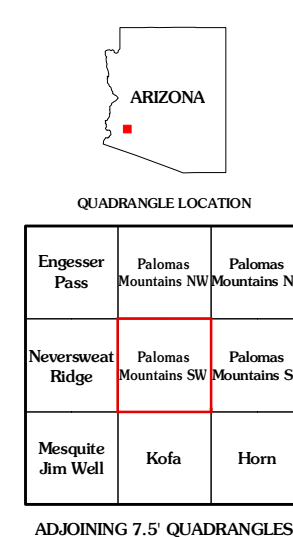 ARIZONA
QUADRANGLE LOCATION
Engesser
Pass
Palomas
Mountains NW
Palomas
Mountains N
Neversweat
Ridge
Palomas
Mountains SW
Palomas
Mountains S
Mesquite
Jim Well
Kofa
Horn
ADJOINING 7.5' QUADRANGLES